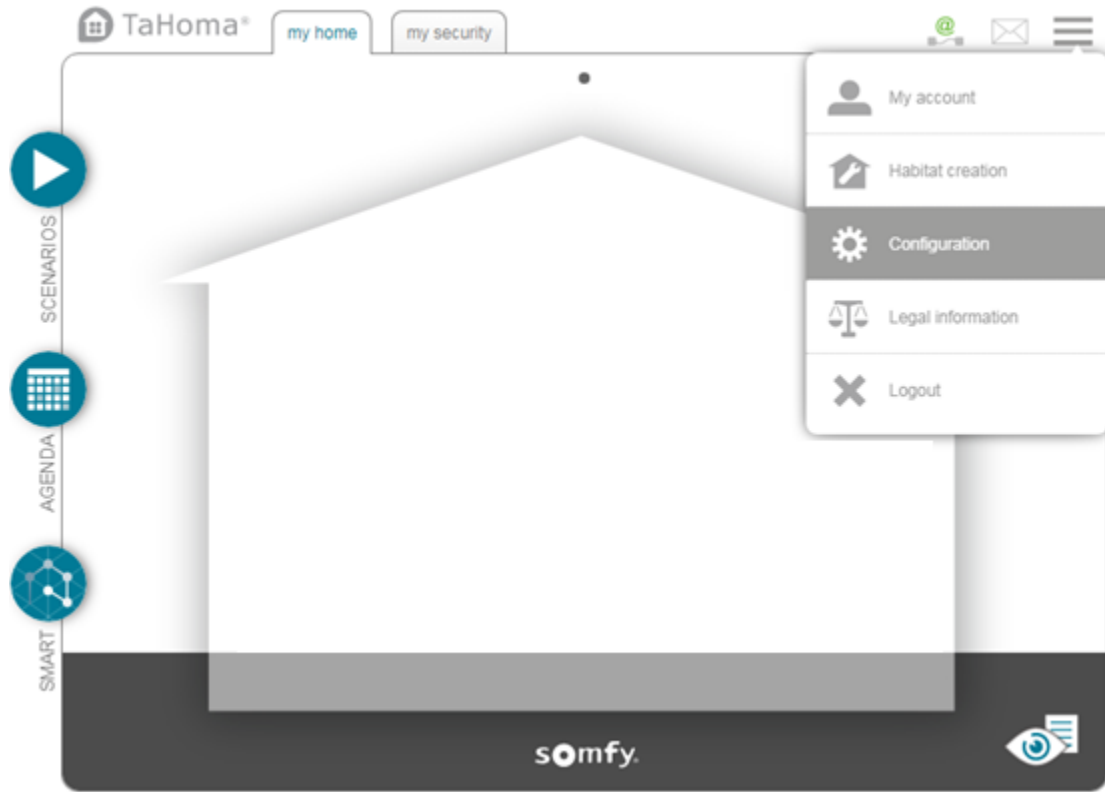 TaHoma®
my home
my security
@
My account
Habitat creation
Configuration
Legal information
Logout
SCENARIOS
AGENDA
SMART
somfy.